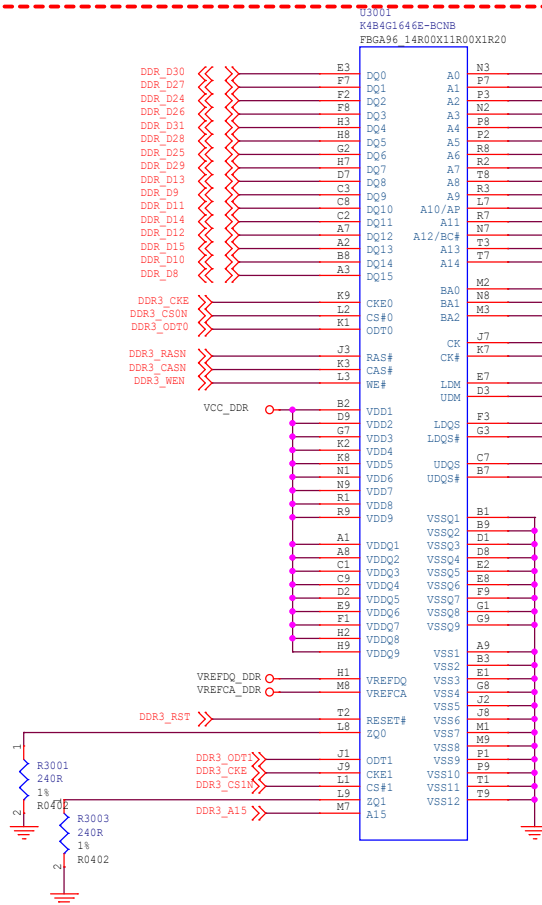 U3001
K4B4G1646E-BCNB
FBGA96_14R00X11R00X1R20
DDR_D30 E3 DQ0 A0 N3
DDR_D27 F7 DQ1 A1 P7
DDR_D24 F2 DQ2 A2 P3
DDR_D26 F8 DQ3 A3 N2
DDR_D31 H3 DQ4 A4 P8
DDR_D28 H8 DQ5 A5 P2
DDR_D25 G2 DQ6 A6 R8
DDR_D29 H7 DQ7 A7 R2
DDR_D13 D7 DQ8 A8 T8
DDR_D9 C3 DQ9 A9 R3
DDR_D11 C8 DQ10 A10/AP L7
DDR_D14 C2 DQ11 A11 R7
DDR_D12 A7 DQ12 A12/BC# N7
DDR_D15 A2 DQ13 A13 T3
DDR_D10 B8 DQ14 A14 T7
DDR_D8 A3 DQ15
BA0 M2
DDR3_CKE K9 CKE0 BA1 N8
DDR3_CS0N L2 CS#0 BA2 M3
DDR3_ODT0 K1 ODT0
CK J7
DDR3_RASN J3 RAS# CK# K7
DDR3_CASN K3 CAS#
DDR3_WEN L3 WE# LDM E7
UDM D3
VCC_DDR B2 VDD1
D9 VDD2 LDQS F3
G7 VDD3 LDQS# G3
K2 VDD4
K8 VDD5 UDQS C7
N1 VDD6 UDQS# B7
N9 VDD7
R1 VDD8
R9 VDD9 VSSQ1 B1
VSSQ2 B9
A1 VDDQ1 VSSQ3 D1
A8 VDDQ2 VSSQ4 D8
C1 VDDQ3 VSSQ5 E2
C9 VDDQ4 VSSQ6 E8
D2 VDDQ5 VSSQ7 F9
E9 VDDQ6 VSSQ8 G1
F1 VDDQ7 VSSQ9 G9
H2 VDDQ8
H9 VDDQ9 VSS1 A9
VSS2 B3
VREFDQ_DDR H1 VREFDQ VSS3 E1
VREFCA_DDR M8 VREFCA VSS4 G8
VSS5 J2
DDR3_RST T2 RESET# VSS6 J8
L8 ZQ0 VSS7 M1
VSS8 M9
DDR3_ODT1 J1 ODT1 VSS9 P1
DDR3_CKE J9 CKE1 VSS10 P9
DDR3_CS1N L1 CS#1 VSS11 T1
L9 ZQ1 VSS12 T9
DDR3_A15 M7 A15
1
R3001
240R
1%
R0402
2
1
R3003
240R
1%
R0402
2